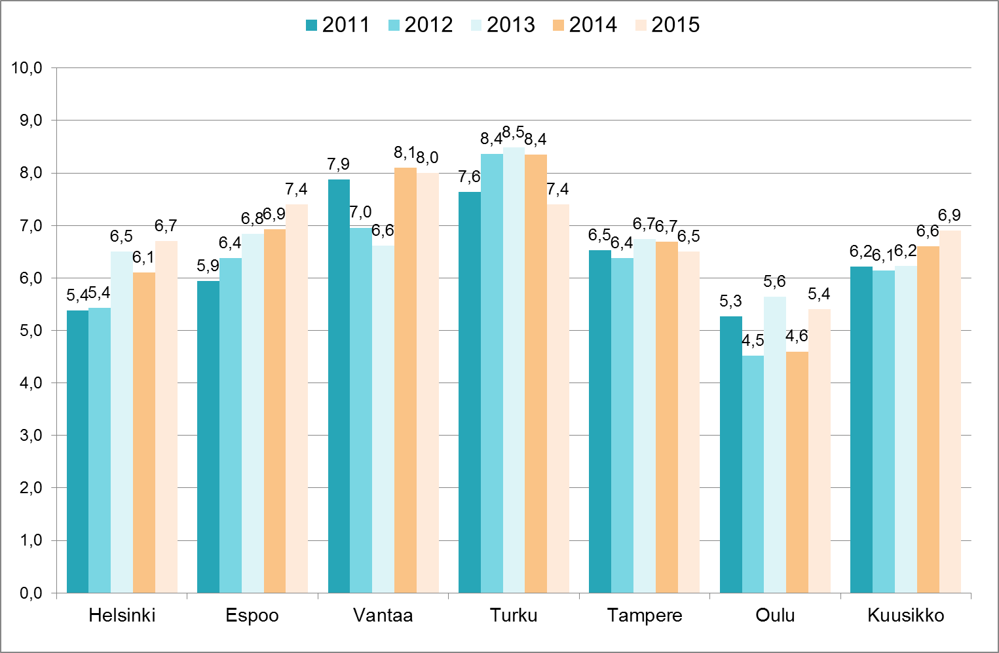 2011 2012 2013 2014 2015
10,0
9,0
8,0
7,0
6,0
5,0
4,0
3,0
2,0
1,0
0,0
5,4 5,4 6,5 6,1 6,7
5,9 6,4 6,8 6,9 7,4
7,9 7,0 6,6 8,1 8,0
7,6 8,4 8,5 8,4 7,4
6,5 6,4 6,7 6,7 6,5
5,3 4,5 5,6 4,6 5,4
6,2 6,1 6,2 6,6 6,9
Helsinki Espoo Vantaa Turku Tampere Oulu Kuusikko